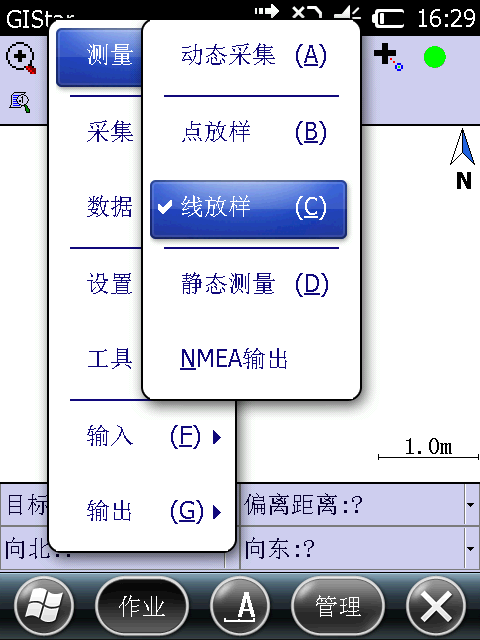 GIStar 16:29
测量
动态采集 (A)
采集
点放样 (B)
数据
线放样 (C)
设置
静态测量 (D)
工具
NMEA输出
N
输入 (F)
1.0m
输出 (G)
目标
偏离距离:?
向北:?
向东:?
作业
A
管理